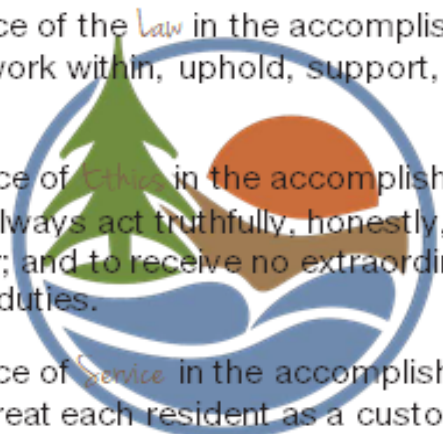 ce of the Law in the accomplis
work within, uphold, support,
ce of Ethics in the accomplish
lways act truthfully, honestly,
; and to receive no extraordin
duties.
ce of Service in the accomplish
reat each resident as a custo